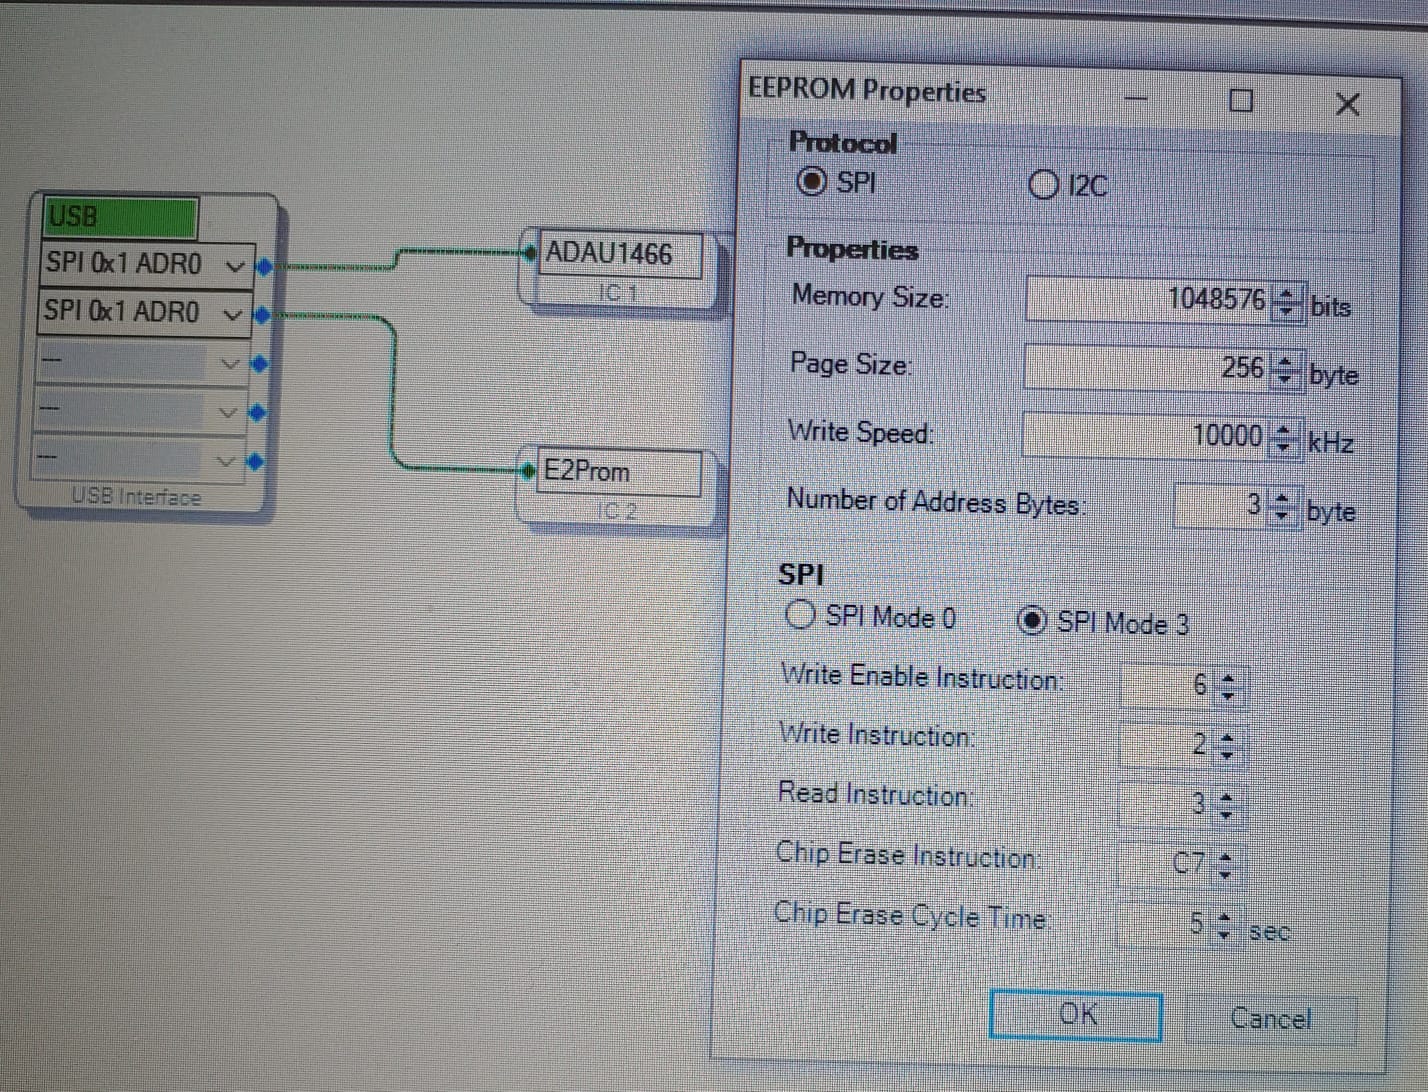 EEPROM Properties
Protocol
SPI
I2C
Properties
Memory Size: 1048576 bits
Page Size: 256 byte
Write Speed: 10000 kHz
Number of Address Bytes: 3 byte
SPI
SPI Mode 0
SPI Mode 3
Write Enable Instruction: 6
Write Instruction: 2
Read Instruction: 3
Chip Erase Instruction: C7
Chip Erase Cycle Time: 5 sec
OK
Cancel
USB
SPI 0x1 ADR0
SPI 0x1 ADR0
---
---
---
USB Interface
ADAU1466
IC 1
E2Prom
IC 2